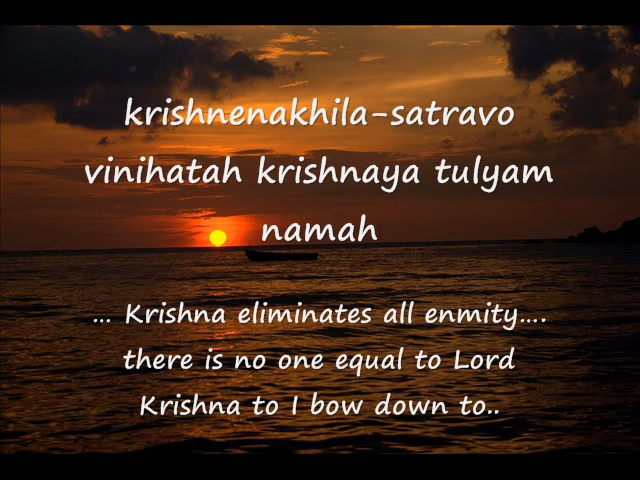 krishnenakhila-satravo
vinihatah krishnaya tulyam
namah
... Krishna eliminates all enmity....
there is no one equal to Lord
Krishna to I bow down to..